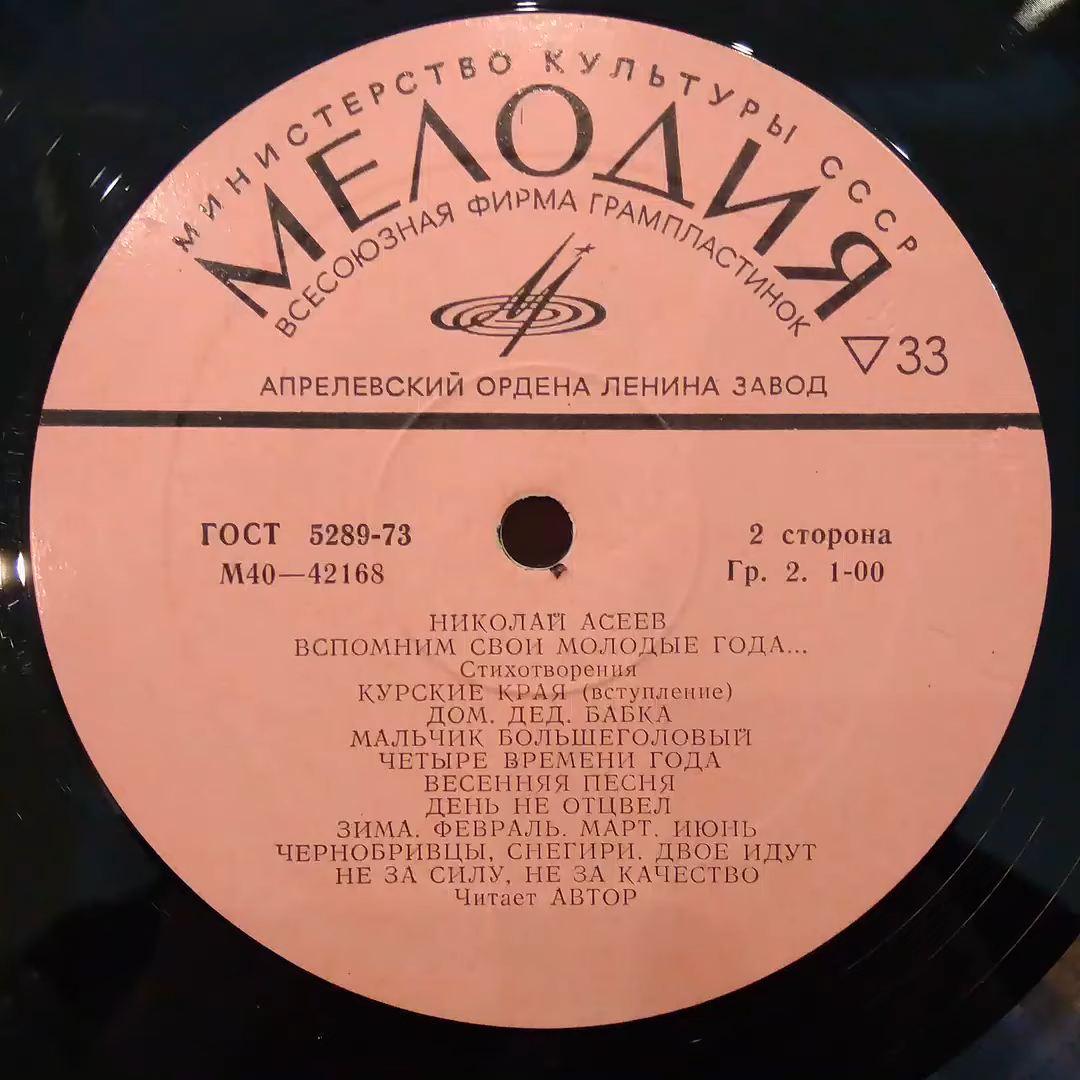 МИНИСТЕРСТВО КУЛЬТУРЫ СССР
МЕЛОДИЯ
ВСЕСОЮЗНАЯ ФИРМА ГРАМПЛАСТИНОК
▽33
АПРЕЛЕВСКИЙ ОРДЕНА ЛЕНИНА ЗАВОД
ГОСТ 5289-73
2 сторона
М40—42168
Гр. 2. 1-00
НИКОЛАЙ АСЕЕВ
ВСПОМНИМ СВОИ МОЛОДЫЕ ГОДА...
Стихотворения
КУРСКИЕ КРАЯ (вступление)
ДОМ. ДЕД. БАБКА
МАЛЬЧИК БОЛЬШЕГОЛОВЫЙ
ЧЕТЫРЕ ВРЕМЕНИ ГОДА
ВЕСЕННЯЯ ПЕСНЯ
ДЕНЬ НЕ ОТЦВЕЛ
ЗИМА. ФЕВРАЛЬ. МАРТ. ИЮНЬ
ЧЕРНОБРИВЦЫ, СНЕГИРИ. ДВОЕ ИДУТ
НЕ ЗА СИЛУ, НЕ ЗА КАЧЕСТВО
Читает АВТОР